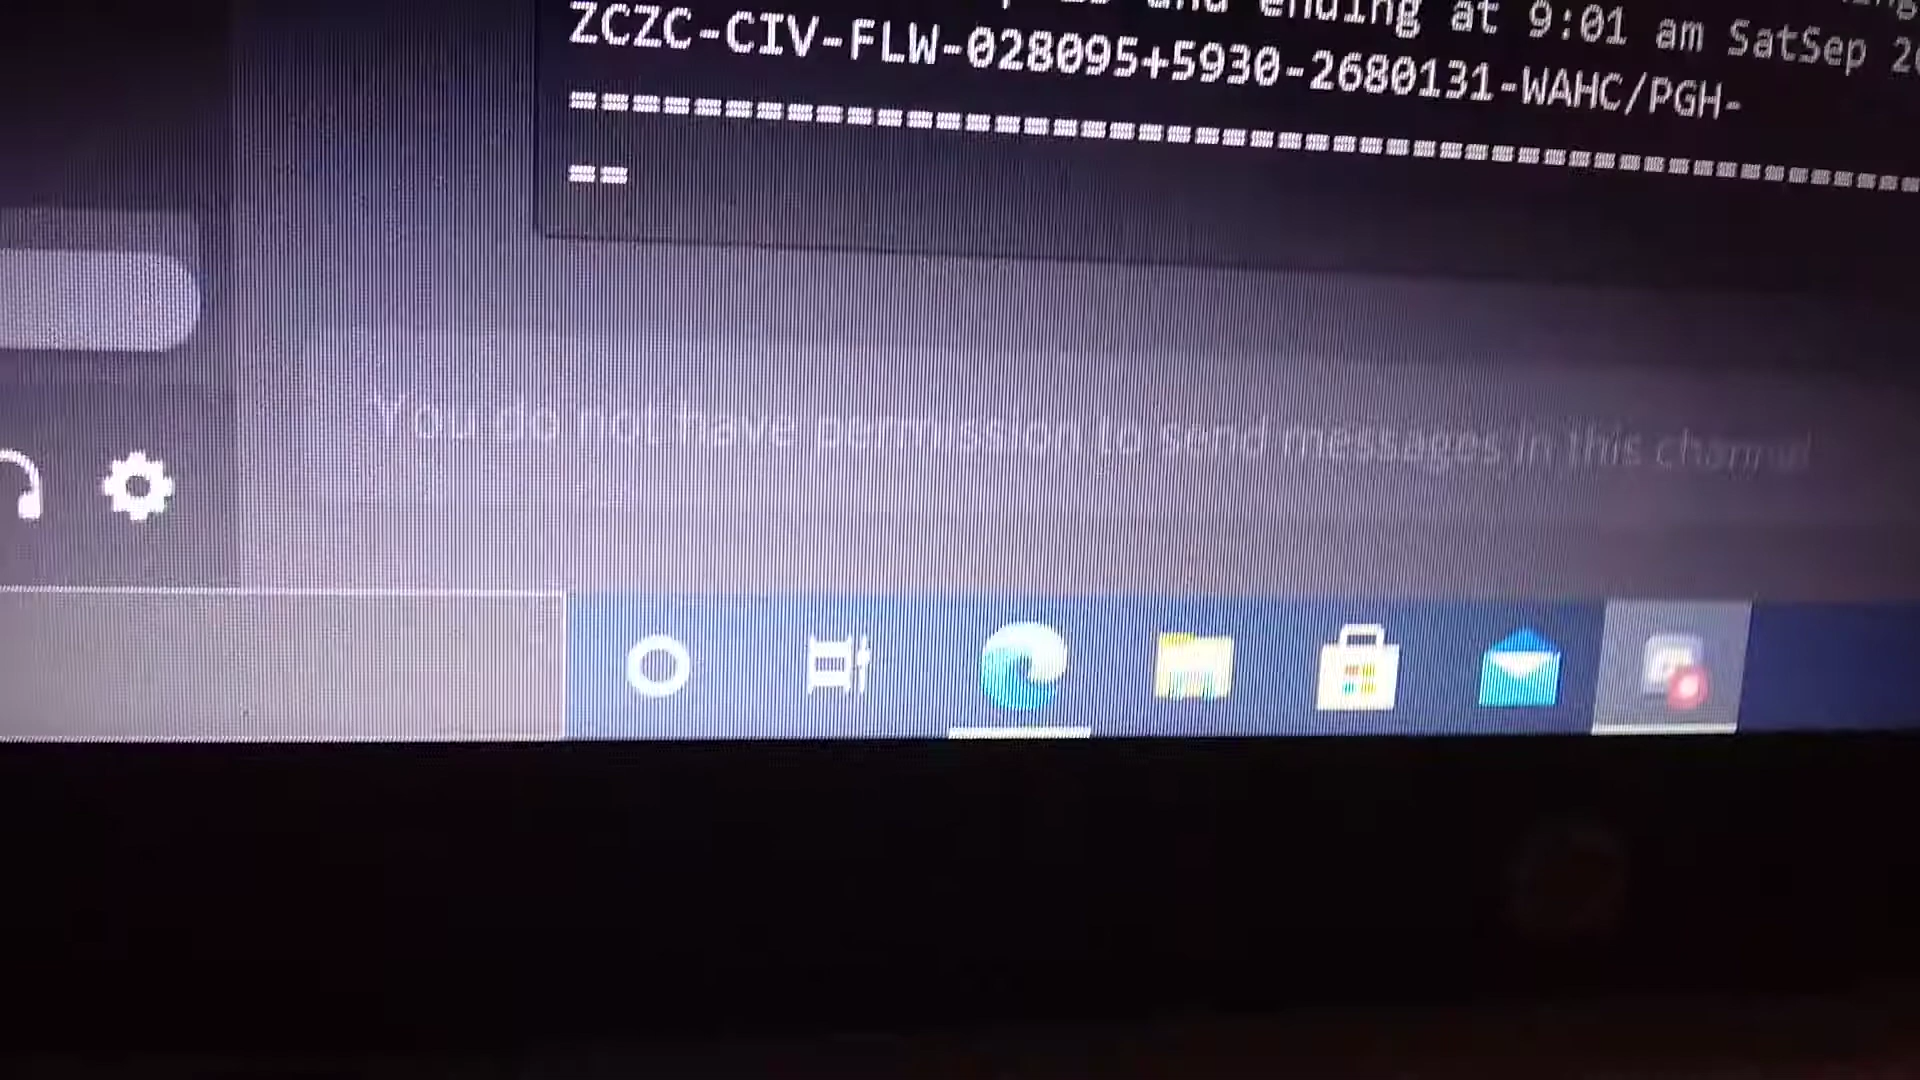 and ending at 9:01 am SatSep 20
ZCZC-CIV-FLW-028095+5930-2680131-WAHC/PGH-
================================================
==
You do not have permission to send messages in this channel